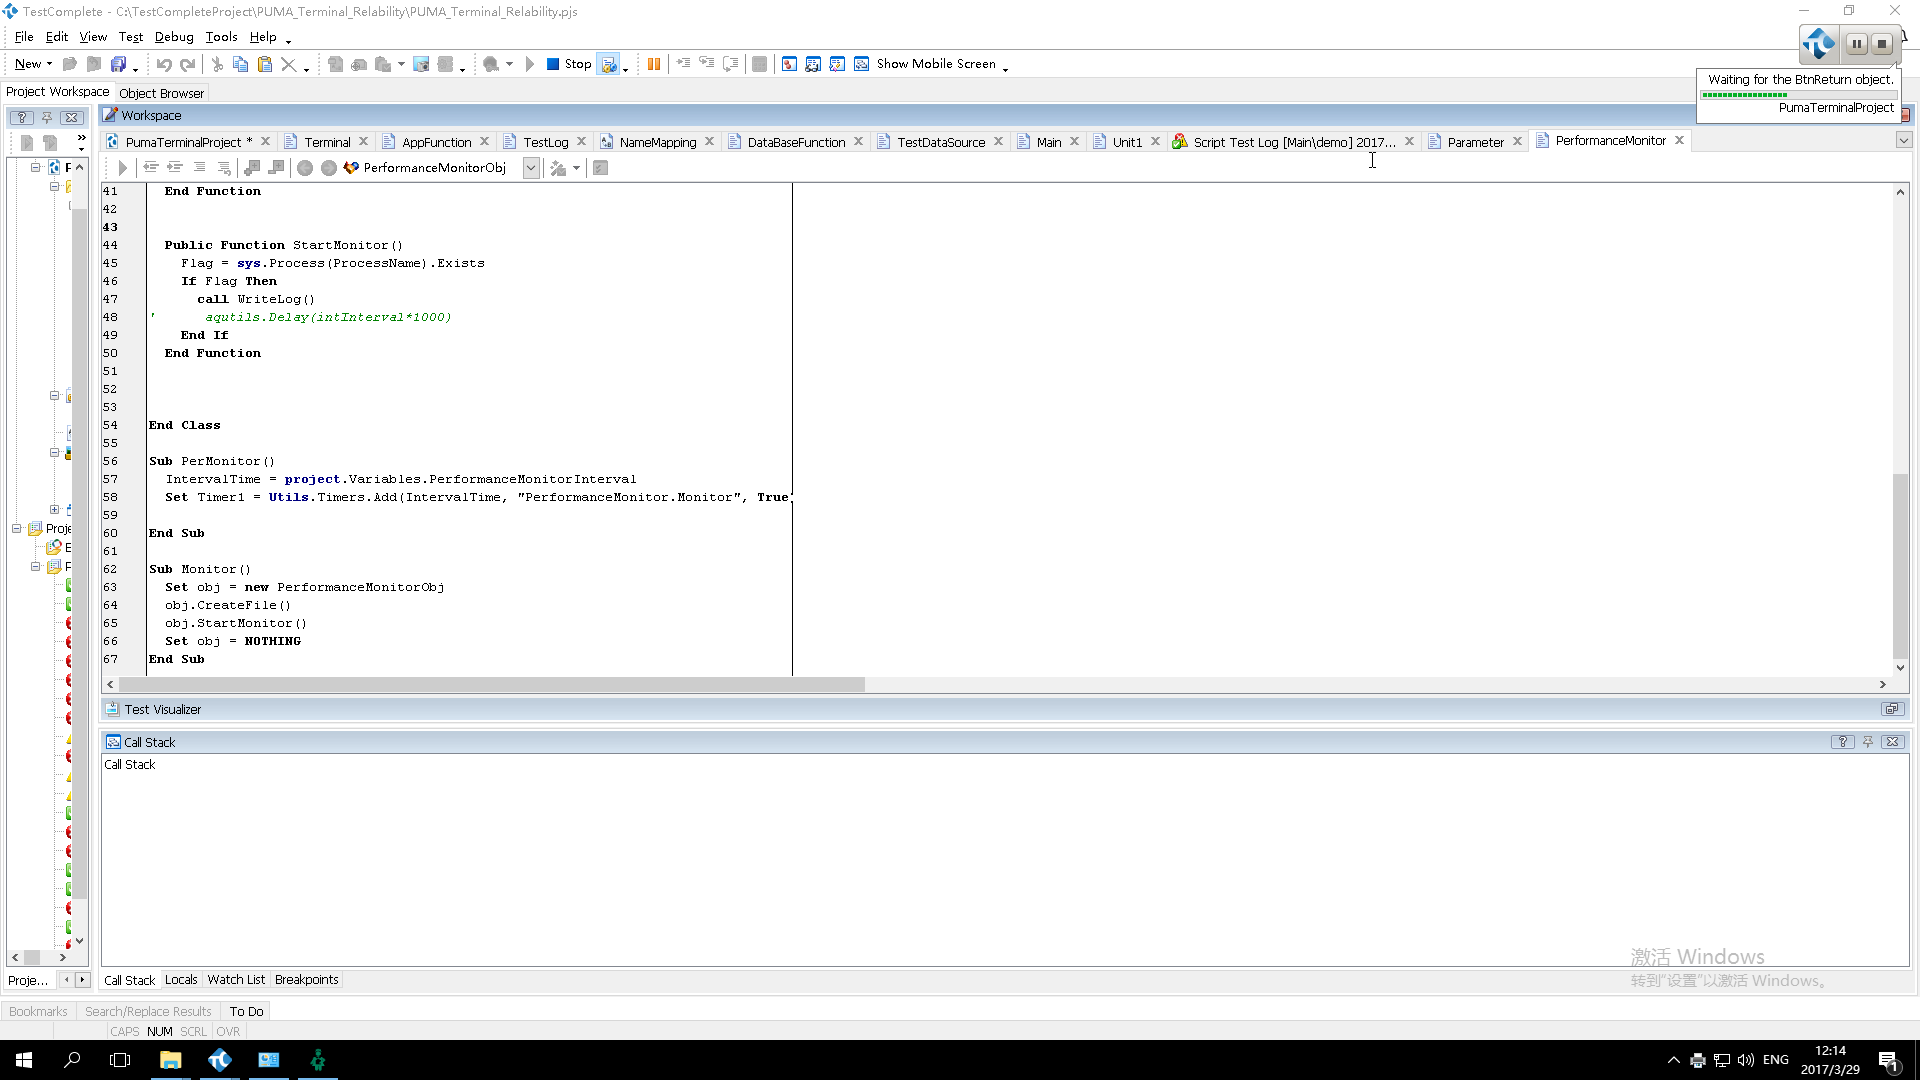 TestComplete - C:\TestCompleteProject\PUMA_Terminal_Relability\PUMA_Terminal_Relability.pjs
File Edit View Test Debug Tools Help
New Stop Show Mobile Screen
Waiting for the BtnReturn object.
PumaTerminalProject
Project Workspace Object Browser
Workspace
PumaTerminalProject * Terminal AppFunction TestLog NameMapping DataBaseFunction TestDataSource Main Unit1 Script Test Log [Main\demo] 2017... Parameter PerformanceMonitor
PerformanceMonitorObj
41 End Function
42
43
44 Public Function StartMonitor()
45 Flag = sys.Process(ProcessName).Exists
46 If Flag Then
47 call WriteLog()
48 ' aqutils.Delay(intInterval*1000)
49 End If
50 End Function
51
52
53
54 End Class
55
56 Sub PerMonitor()
57 IntervalTime = project.Variables.PerformanceMonitorInterval
58 Set Timer1 = Utils.Timers.Add(IntervalTime, "PerformanceMonitor.Monitor", True
59
60 End Sub
61
62 Sub Monitor()
63 Set obj = new PerformanceMonitorObj
64 obj.CreateFile()
65 obj.StartMonitor()
66 Set obj = NOTHING
67 End Sub
Proje
Test Visualizer
Call Stack
Call Stack
激活 Windows
转到“设置”以激活 Windows。
Proje... Call Stack Locals Watch List Breakpoints
Bookmarks Search/Replace Results To Do
CAPS NUM SCRL OVR
ENG
12:14
2017/3/29
1